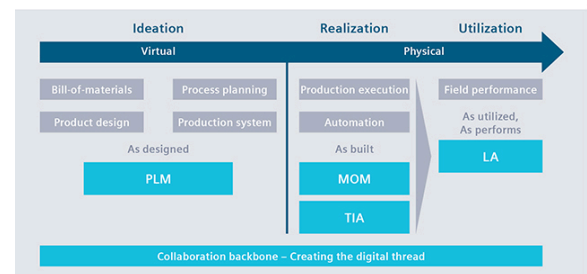 Ideation
Realization
Utilization
Virtual
Physical
Bill-of-materials
Process planning
Production execution
Field performance
Product design
Production system
Automation
As utilized,
As performs
As designed
As built
PLM
MOM
LA
TIA
Collaboration backbone – Creating the digital thread